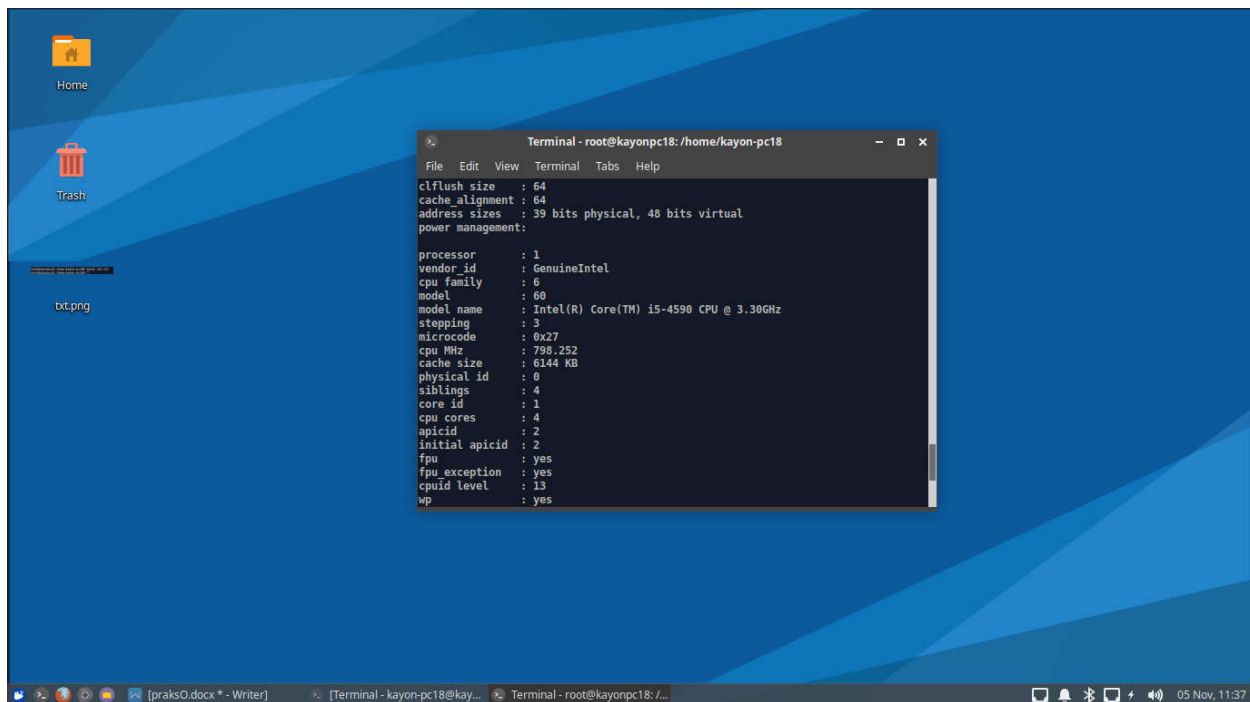 Home
Trash
txt.png
Terminal - root@kayonpc18: /home/kayon-pc18
File Edit View Terminal Tabs Help
clflush size : 64
cache_alignment : 64
address sizes : 39 bits physical, 48 bits virtual
power management:
processor : 1
vendor_id : GenuineIntel
cpu family : 6
model : 60
model name : Intel(R) Core(TM) i5-4590 CPU @ 3.30GHz
stepping : 3
microcode : 0x27
cpu MHz : 798.252
cache size : 6144 KB
physical id : 0
siblings : 4
core id : 1
cpu cores : 4
apicid : 2
initial apicid : 2
fpu : yes
fpu_exception : yes
cpuid level : 13
wp : yes
[praksO.docx * - Writer] [Terminal - kayon-pc18@kay... Terminal - root@kayonpc18: /... 05 Nov, 11:37